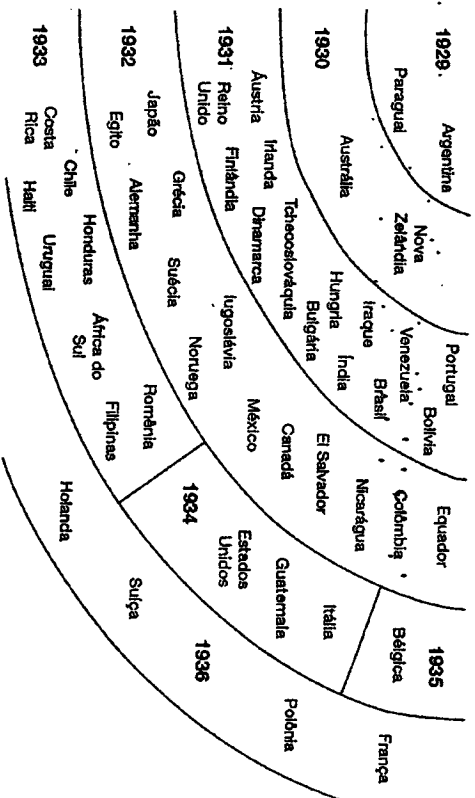 1929
Argentina
Paraguai
1930
Austrália
Nova
Zelândia
Portugal
Bolívia
Venezuela
Brasil
Iraque
Índia
Hungria
Bulgária
Tchecoslováquia
Irlanda
Dinamarca
Finlândia
Áustria
Reino
Unido
1931
Equador
Colômbia
Nicarágua
El Salvador
Canadá
México
Iugoslávia
Noruega
Suécia
Grécia
Alemanha
Japão
Egito
1932
Chile
Costa
Rica
Honduras
Haiti
Uruguai
África do
Sul
Romênia
Filipinas
1933
1934
Estados
Unidos
Guatemala
Itália
1935
Bélgica
1936
Holanda
Suíça
Polônia
França